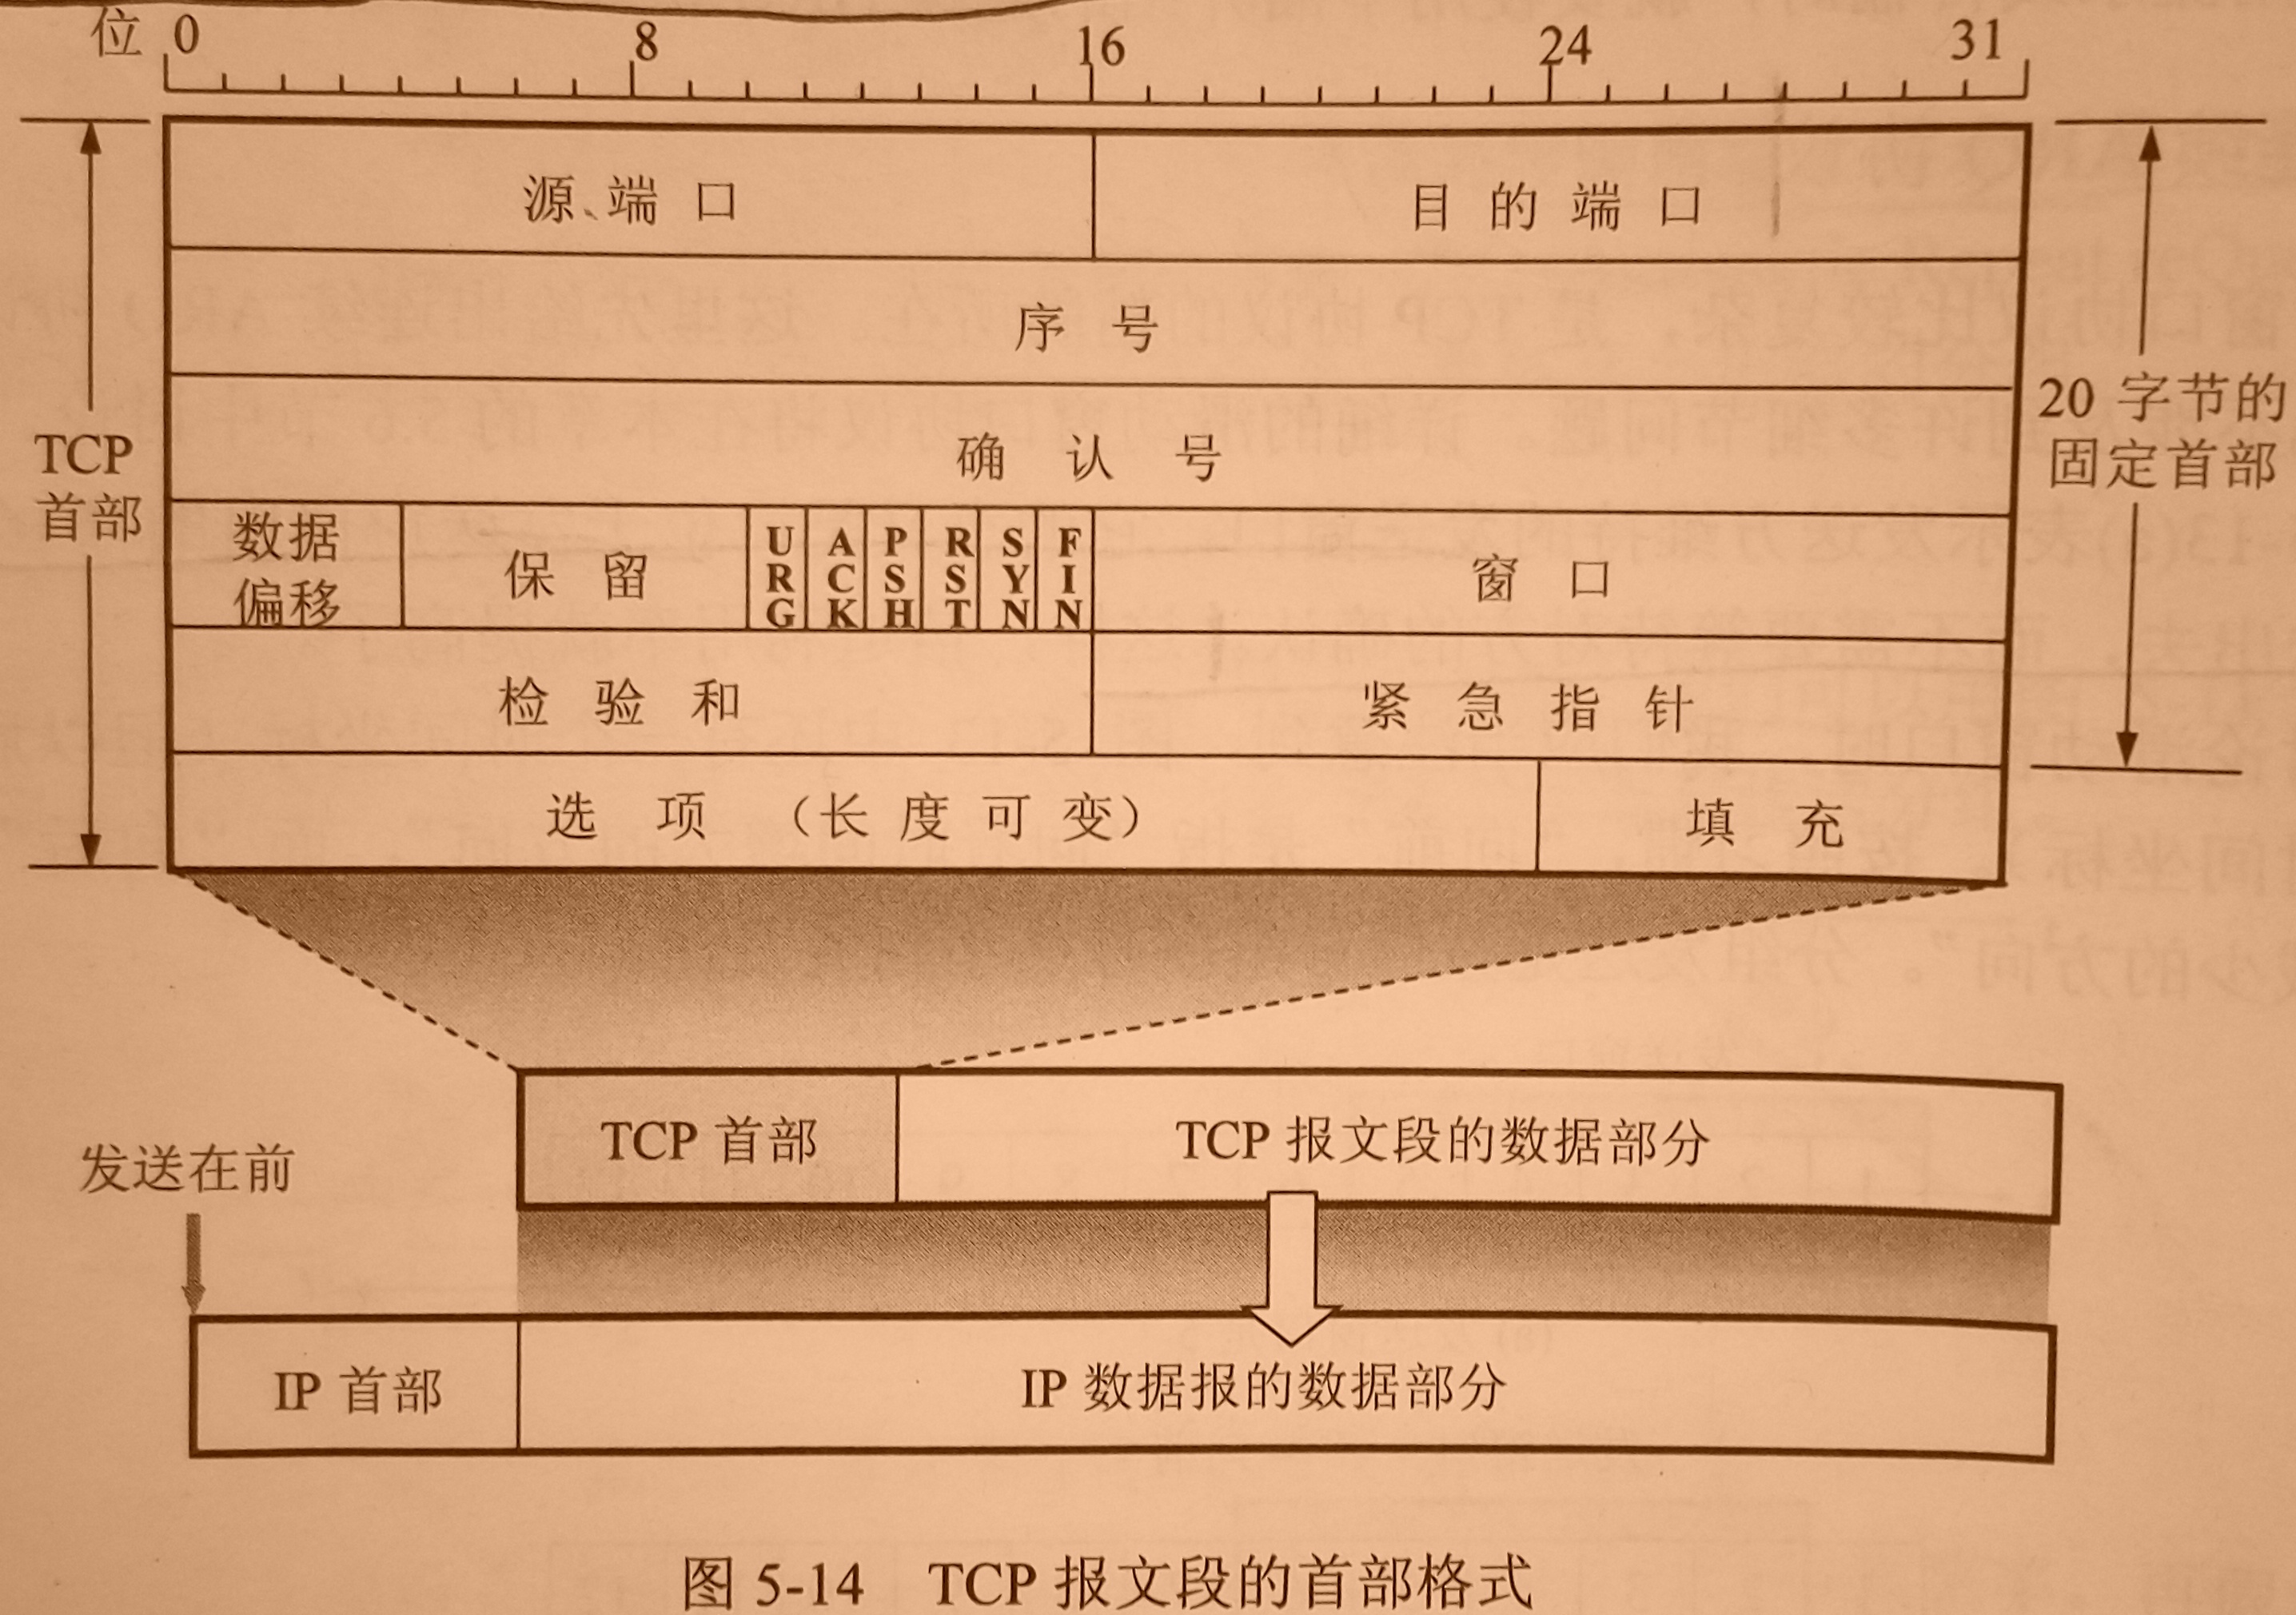 位 0 8 16 24 31
源 端 口 目 的 端 口
序 号
确 认 号
TCP
首部
20 字节的
固定首部
数据
偏移
保 留
URG
ACK
PSH
RST
SYN
FIN
窗 口
检 验 和 紧 急 指 针
选 项 （长 度 可 变） 填 充
TCP 首部 TCP 报文段的数据部分
发送在前
IP 首部 IP 数据报的数据部分
图 5-14 TCP 报文段的首部格式